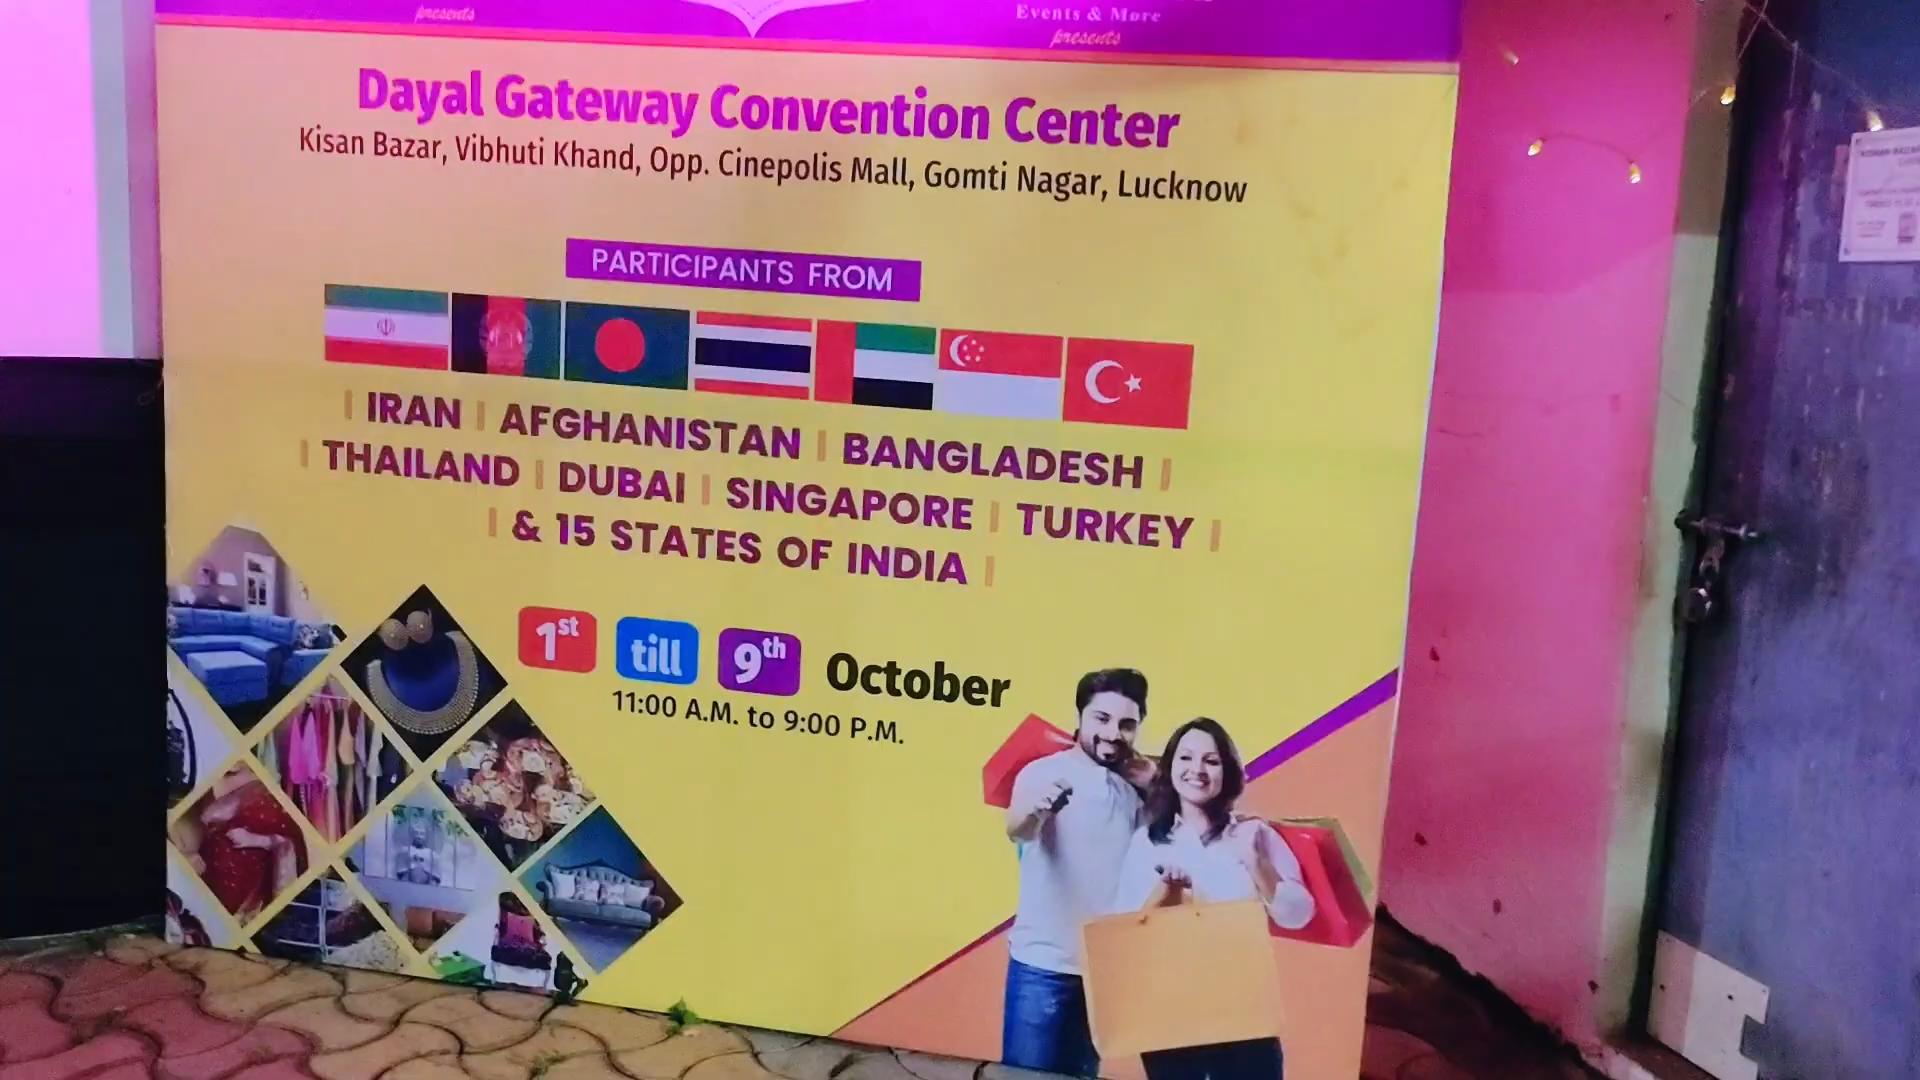 presents
Events & More
presents
Dayal Gateway Convention Center
Kisan Bazar, Vibhuti Khand, Opp. Cinepolis Mall, Gomti Nagar, Lucknow
PARTICIPANTS FROM
| IRAN | AFGHANISTAN | BANGLADESH |
| THAILAND | DUBAI | SINGAPORE | TURKEY |
| & 15 STATES OF INDIA |
1st till 9th October
11:00 A.M. to 9:00 P.M.